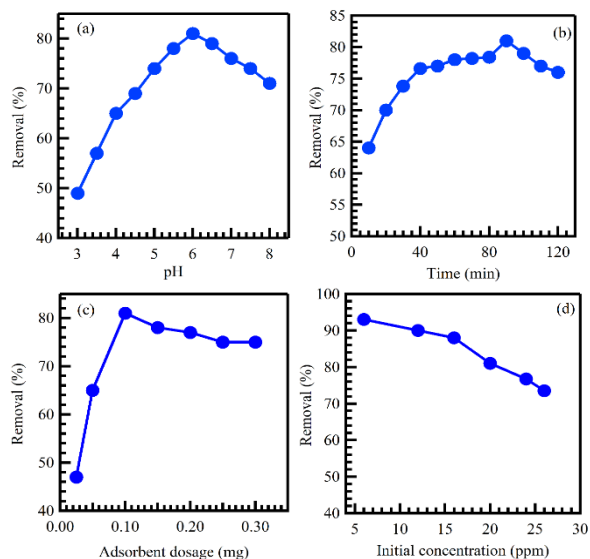 (a)
80
70
60
50
40
Removal (%)
3 4 5 6 7 8
pH
(b)
85
80
75
70
65
60
55
50
Removal (%)
0 40 80 120
Time (min)
(c)
80
70
60
50
40
Removal (%)
0.00 0.10 0.20 0.30
Adsorbent dosage (mg)
(d)
100
90
80
70
60
50
40
Removal (%)
5 10 15 20 25 30
Initial concentration (ppm)